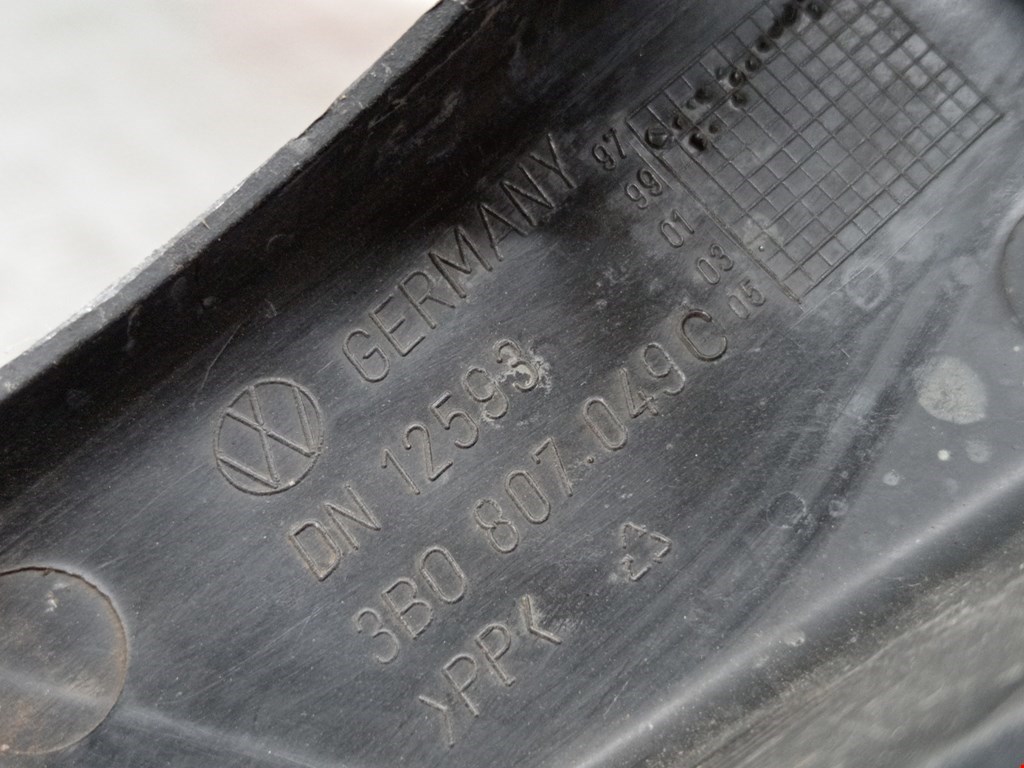 GERMANY
DN 12593
3B0 807.049 C
>PP<
97
99
01
03
05